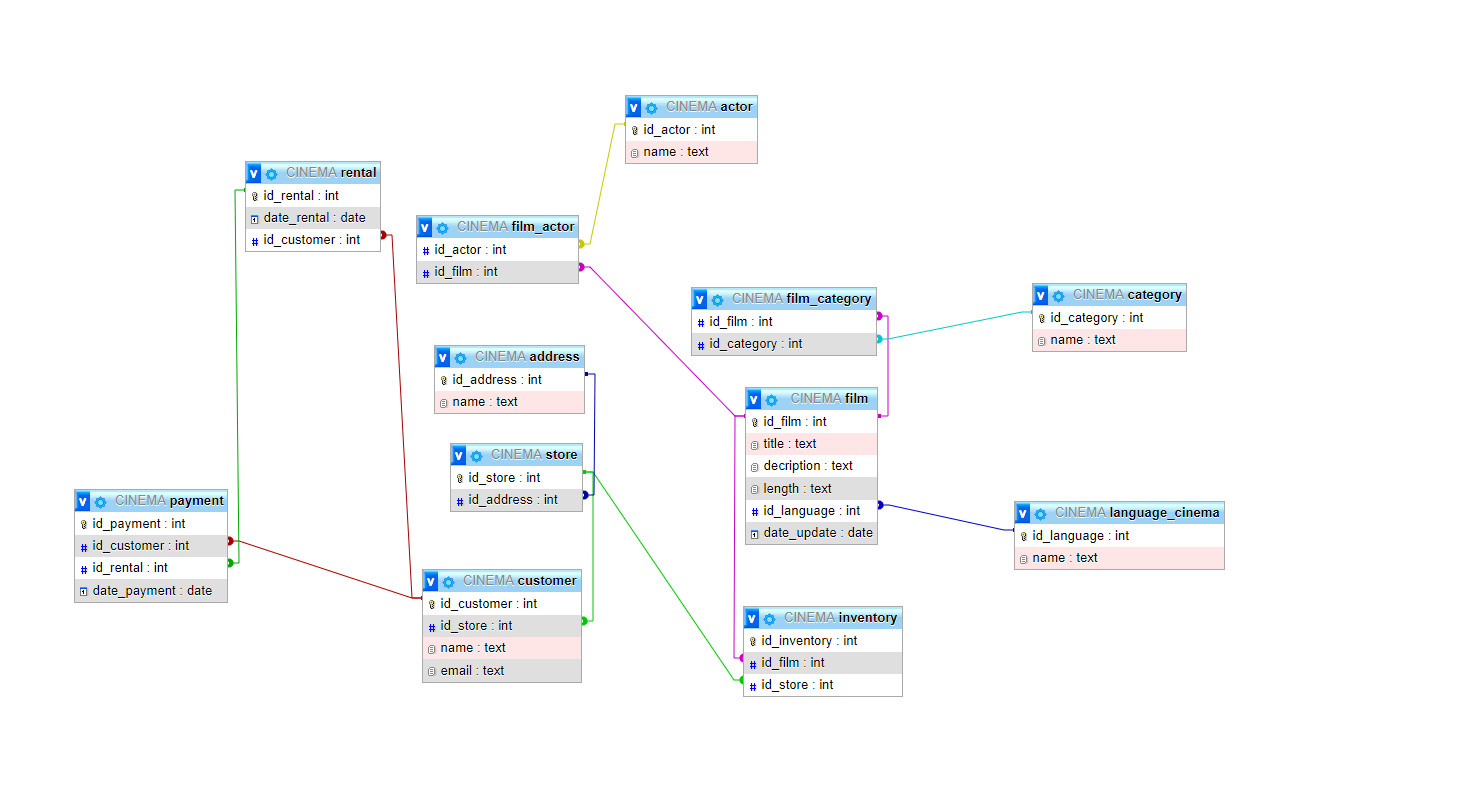 CINEMA actor
id_actor : int
name : text
CINEMA rental
id_rental : int
date_rental : date
id_customer : int
CINEMA film_actor
id_actor : int
id_film : int
CINEMA film_category
id_film : int
id_category : int
CINEMA category
id_category : int
name : text
CINEMA address
id_address : int
name : text
CINEMA film
id_film : int
title : text
decription : text
length : text
id_language : int
date_update : date
CINEMA store
id_store : int
id_address : int
CINEMA payment
id_payment : int
id_customer : int
id_rental : int
date_payment : date
CINEMA language_cinema
id_language : int
name : text
CINEMA customer
id_customer : int
id_store : int
name : text
email : text
CINEMA inventory
id_inventory : int
id_film : int
id_store : int